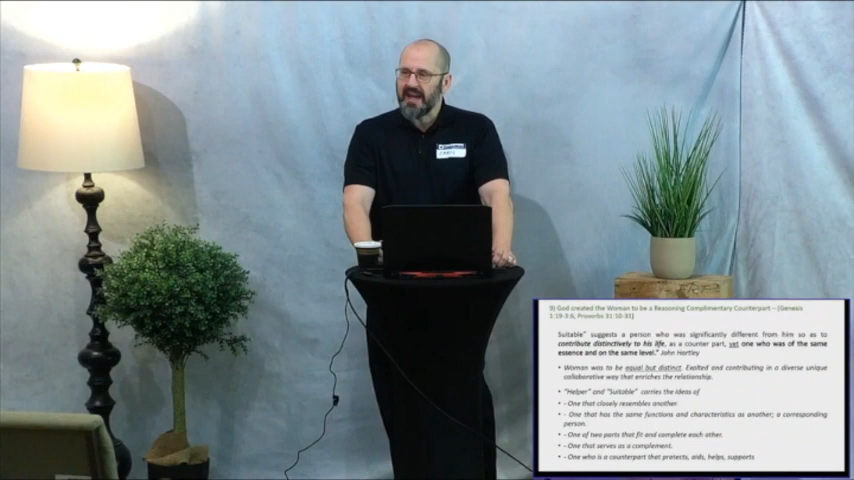 9) God created the Woman to be a Reasoning Complimentary Counterpart – (Genesis
1:19-3:6, Proverbs 31:10-31)
Suitable" suggests a person who was significantly different from him so as to
contribute distinctively to his life, as a counter part, yet one who was of the same
essence and on the same level." John Hartley
• Woman was to be equal but distinct. Exalted and contributing in a diverse unique
collaborative way that enriches the relationship.
• "Helper" and "Suitable" carries the ideas of
• - One that closely resembles another.
• - One that has the same functions and characteristics as another; a corresponding
person.
• - One of two parts that fit and complete each other.
• - One that serves as a complement.
• - One who is a counterpart that protects, aids, helps, supports